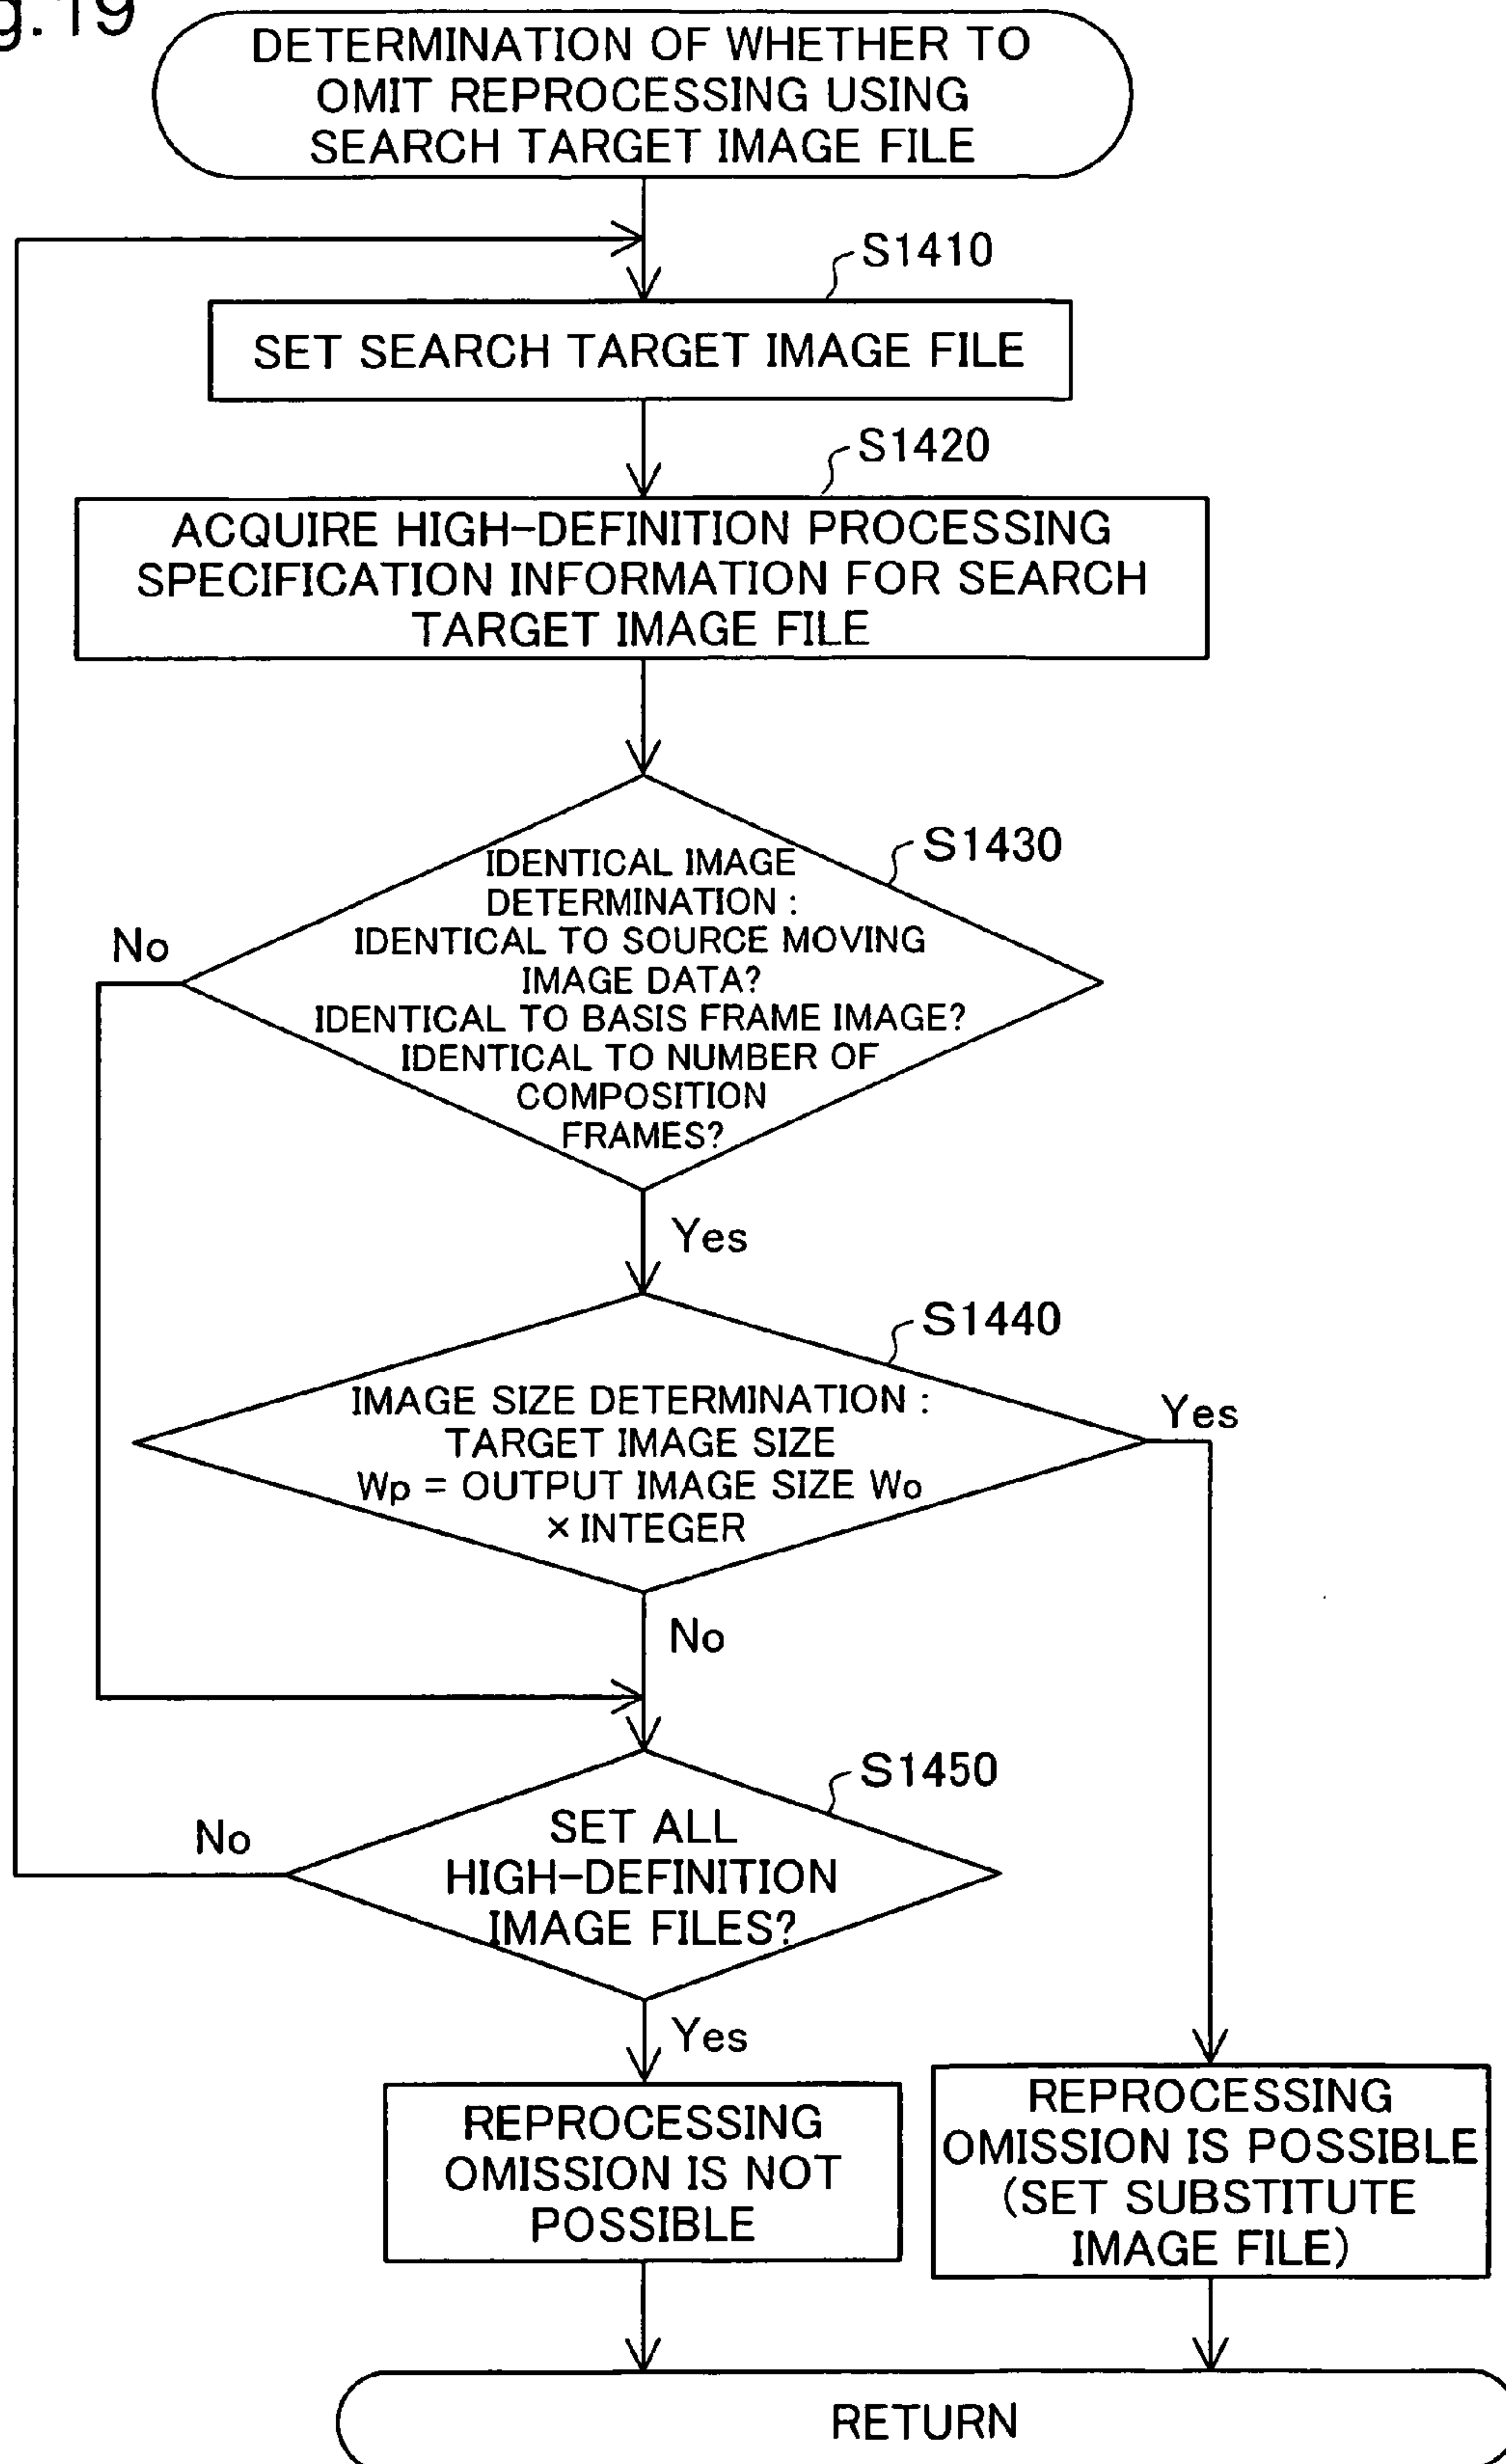 g.19
DETERMINATION OF WHETHER TO
OMIT REPROCESSING USING
SEARCH TARGET IMAGE FILE
S1410
SET SEARCH TARGET IMAGE FILE
S1420
ACQUIRE HIGH-DEFINITION PROCESSING
SPECIFICATION INFORMATION FOR SEARCH
TARGET IMAGE FILE
S1430
IDENTICAL IMAGE
DETERMINATION :
IDENTICAL TO SOURCE MOVING
IMAGE DATA?
IDENTICAL TO BASIS FRAME IMAGE?
IDENTICAL TO NUMBER OF
COMPOSITION
FRAMES?
No
Yes
S1440
IMAGE SIZE DETERMINATION :
TARGET IMAGE SIZE
Wp = OUTPUT IMAGE SIZE Wo
× INTEGER
Yes
No
S1450
SET ALL
HIGH-DEFINITION
IMAGE FILES?
No
Yes
REPROCESSING
OMISSION IS NOT
POSSIBLE
REPROCESSING
OMISSION IS POSSIBLE
(SET SUBSTITUTE
IMAGE FILE)
RETURN